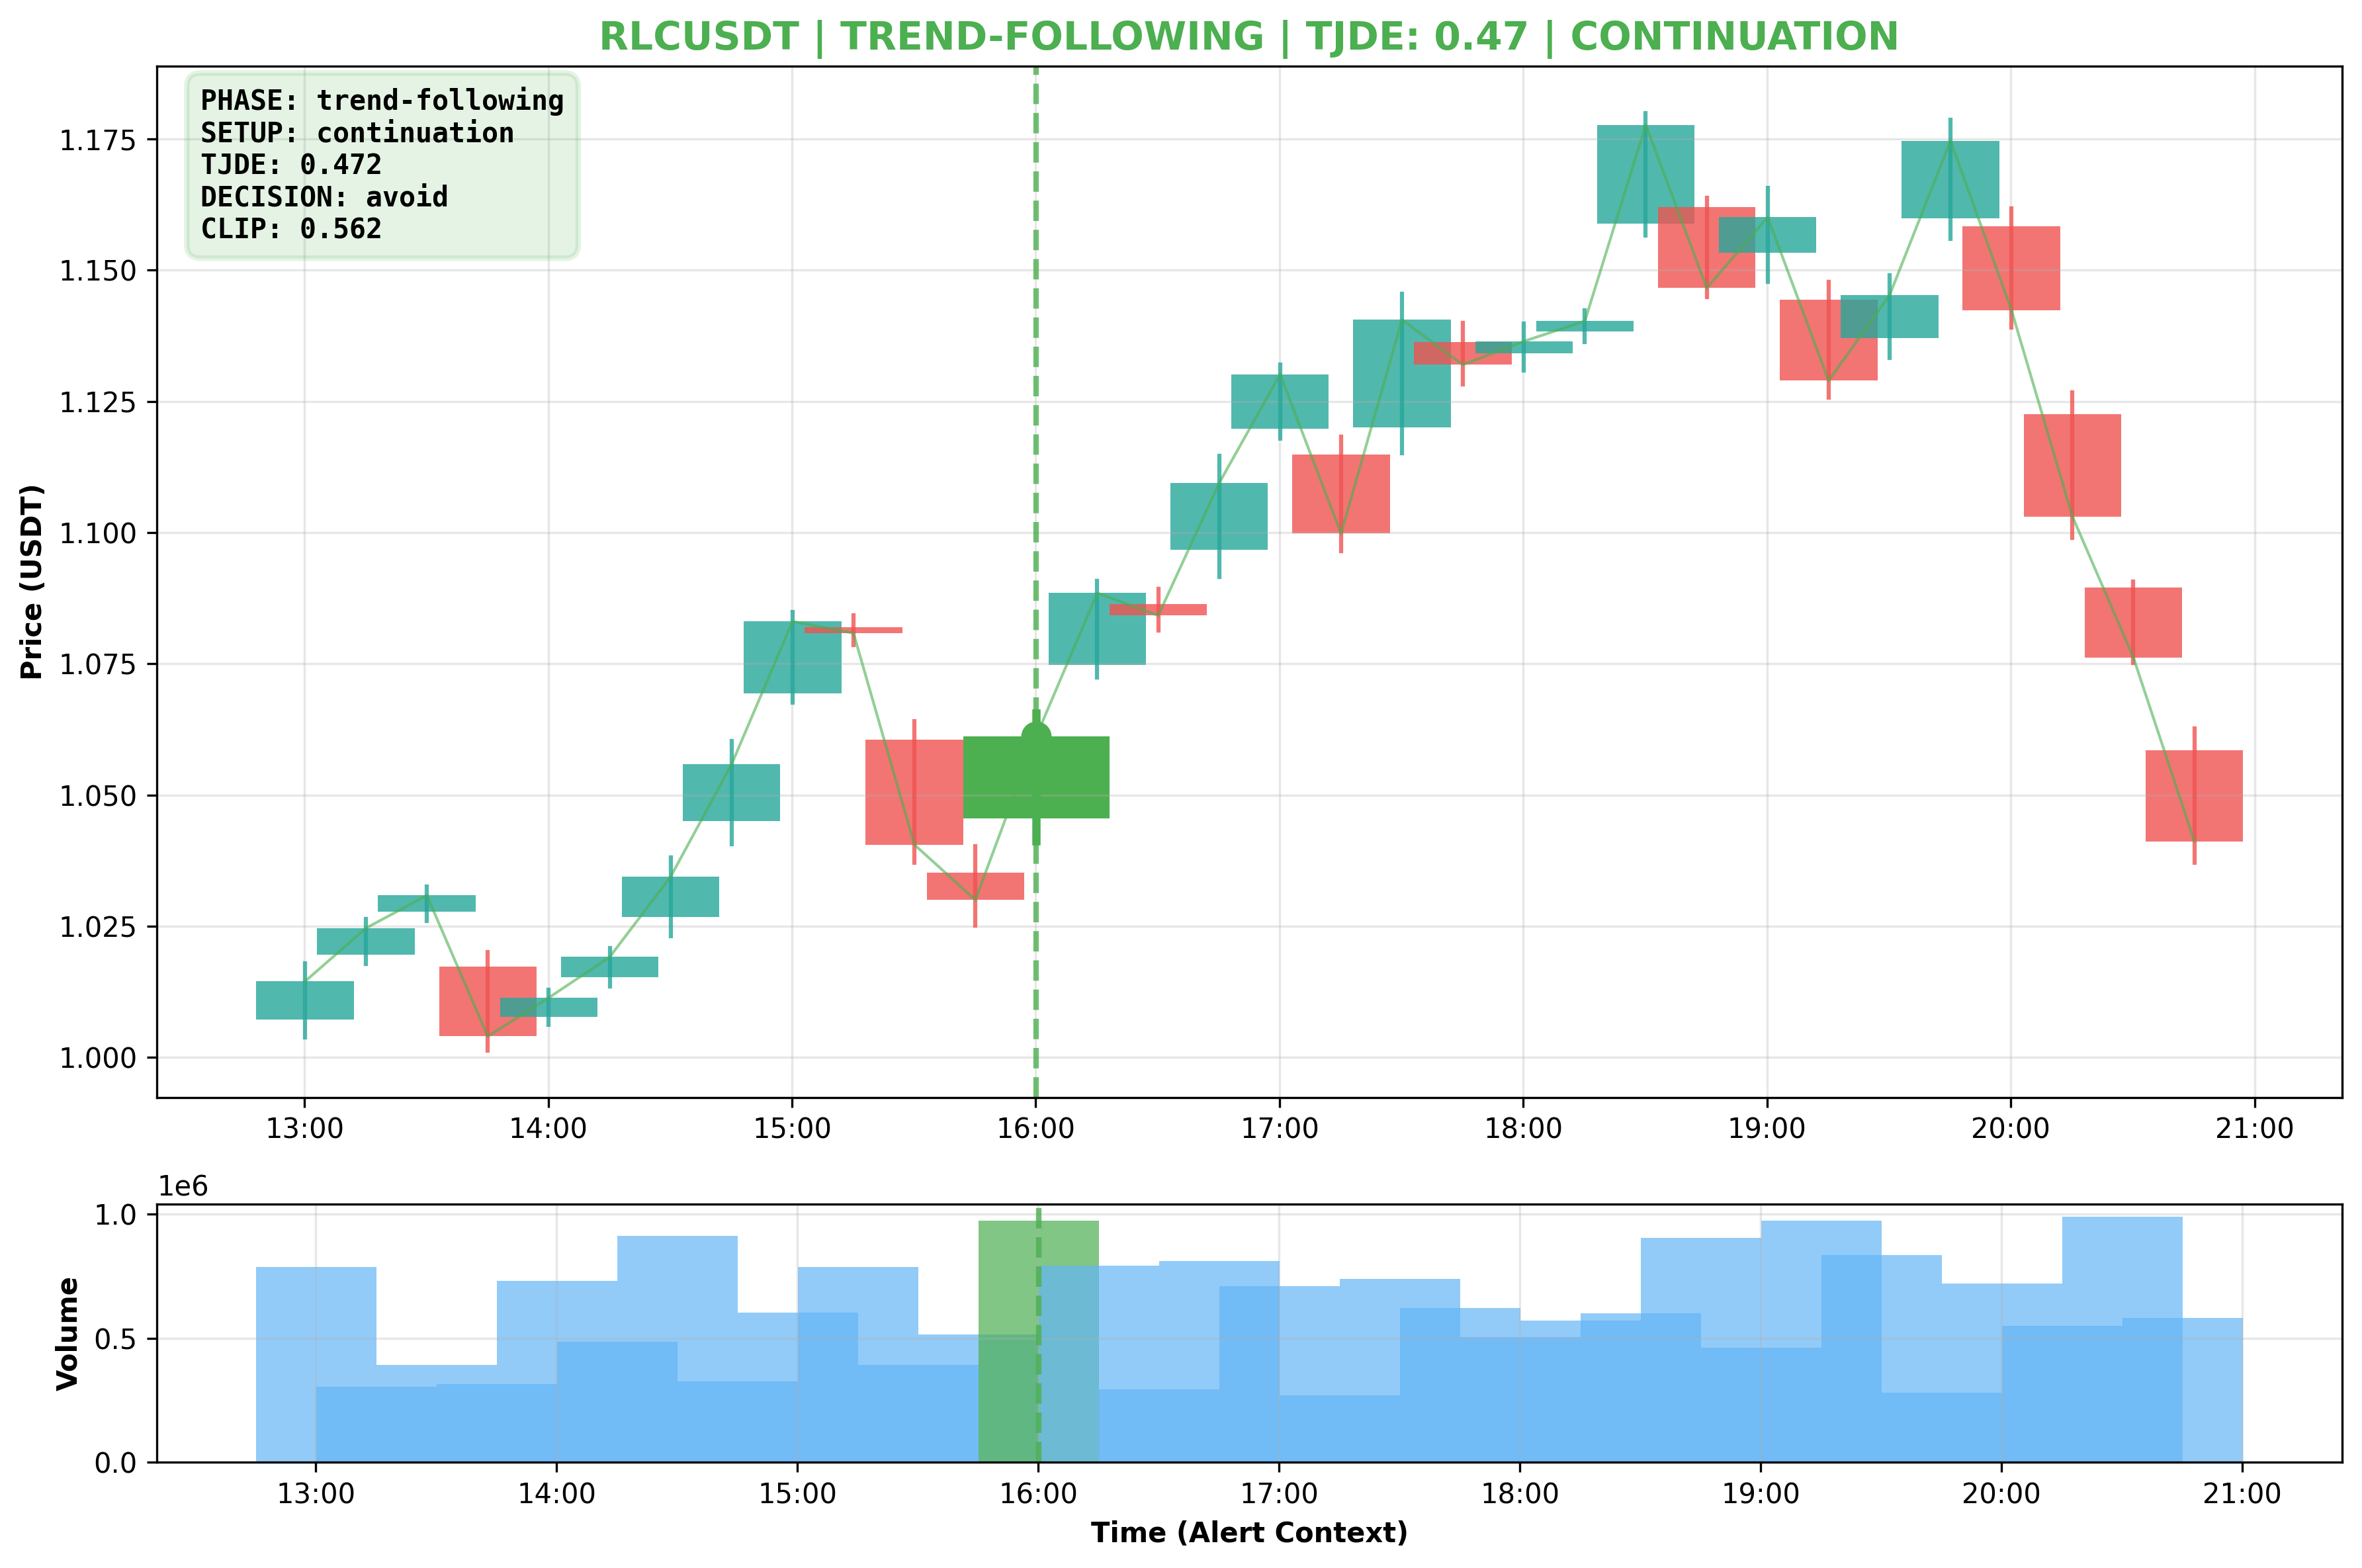 RLCUSDT | TREND-FOLLOWING | TJDE: 0.47 | CONTINUATION
PHASE: trend-following
SETUP: continuation
TJDE: 0.472
DECISION: avoid
CLIP: 0.562
Price (USDT)
1.175
1.150
1.125
1.100
1.075
1.050
1.025
1.000
13:00 14:00 15:00 16:00 17:00 18:00 19:00 20:00 21:00
1e6
Volume
1.0
0.5
0.0
13:00 14:00 15:00 16:00 17:00 18:00 19:00 20:00 21:00
Time (Alert Context)